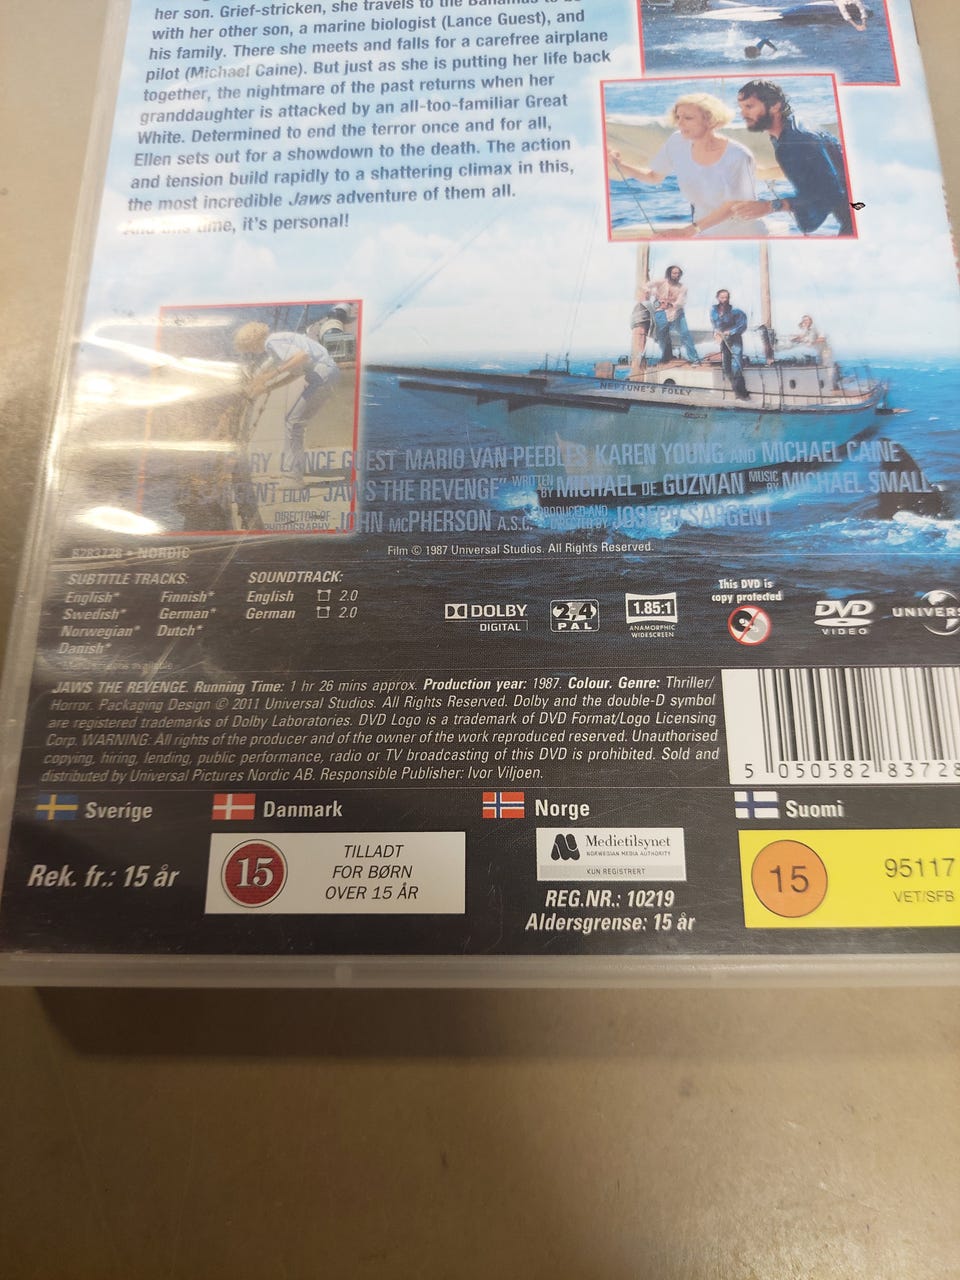 her son. Grief-stricken, she travels to the Bahamas to be
with her other son, a marine biologist (Lance Guest), and
his family. There she meets and falls for a carefree airplane
pilot (Michael Caine). But just as she is putting her life back
together, the nightmare of the past returns when her
granddaughter is attacked by an all-too-familiar Great
White. Determined to end the terror once and for all,
Ellen sets out for a showdown to the death. The action
and tension build rapidly to a shattering climax in this,
the most incredible Jaws adventure of them all.
And this time, it's personal!
NEPTUNE'S FOLLY
RY LANCE GUEST MARIO VAN PEEBLES KAREN YOUNG AND MICHAEL CAINE
SARGENT FILM "JAWS THE REVENGE" WRITTEN BY MICHAEL DE GUZMAN MUSIC BY MICHAEL SMALL
DIRECTOR OF PHOTOGRAPHY JOHN McPHERSON A.S.C. PRODUCED AND DIRECTED BY JOSEPH SARGENT
8283728 • NORDIC
Film © 1987 Universal Studios. All Rights Reserved.
SUBTITLE TRACKS:
English* Finnish*
Swedish* German*
Norwegian* Dutch*
Danish*
SOUNDTRACK:
English 2.0
German 2.0
DOLBY
DIGITAL
2 4
PAL
1.85:1
ANAMORPHIC
WIDESCREEN
This DVD is
copy protected
DVD
VIDEO
UNIVERS
JAWS THE REVENGE. Running Time: 1 hr 26 mins approx. Production year: 1987. Colour. Genre: Thriller/
Horror. Packaging Design © 2011 Universal Studios. All Rights Reserved. Dolby and the double-D symbol
are registered trademarks of Dolby Laboratories. DVD Logo is a trademark of DVD Format/Logo Licensing
Corp. WARNING: All rights of the producer and of the owner of the work reproduced reserved. Unauthorised
copying, hiring, lending, public performance, radio or TV broadcasting of this DVD is prohibited. Sold and
distributed by Universal Pictures Nordic AB. Responsible Publisher: Ivor Viljoen.
5 050582 83728
Sverige
Danmark
Norge
Suomi
Rek. fr.: 15 år
15
TILLADT
FOR BØRN
OVER 15 ÅR
Medietilsynet
NORWEGIAN MEDIA AUTHORITY
KUN REGISTRERT
REG.NR.: 10219
Aldersgrense: 15 år
15
95117
VET/SFB